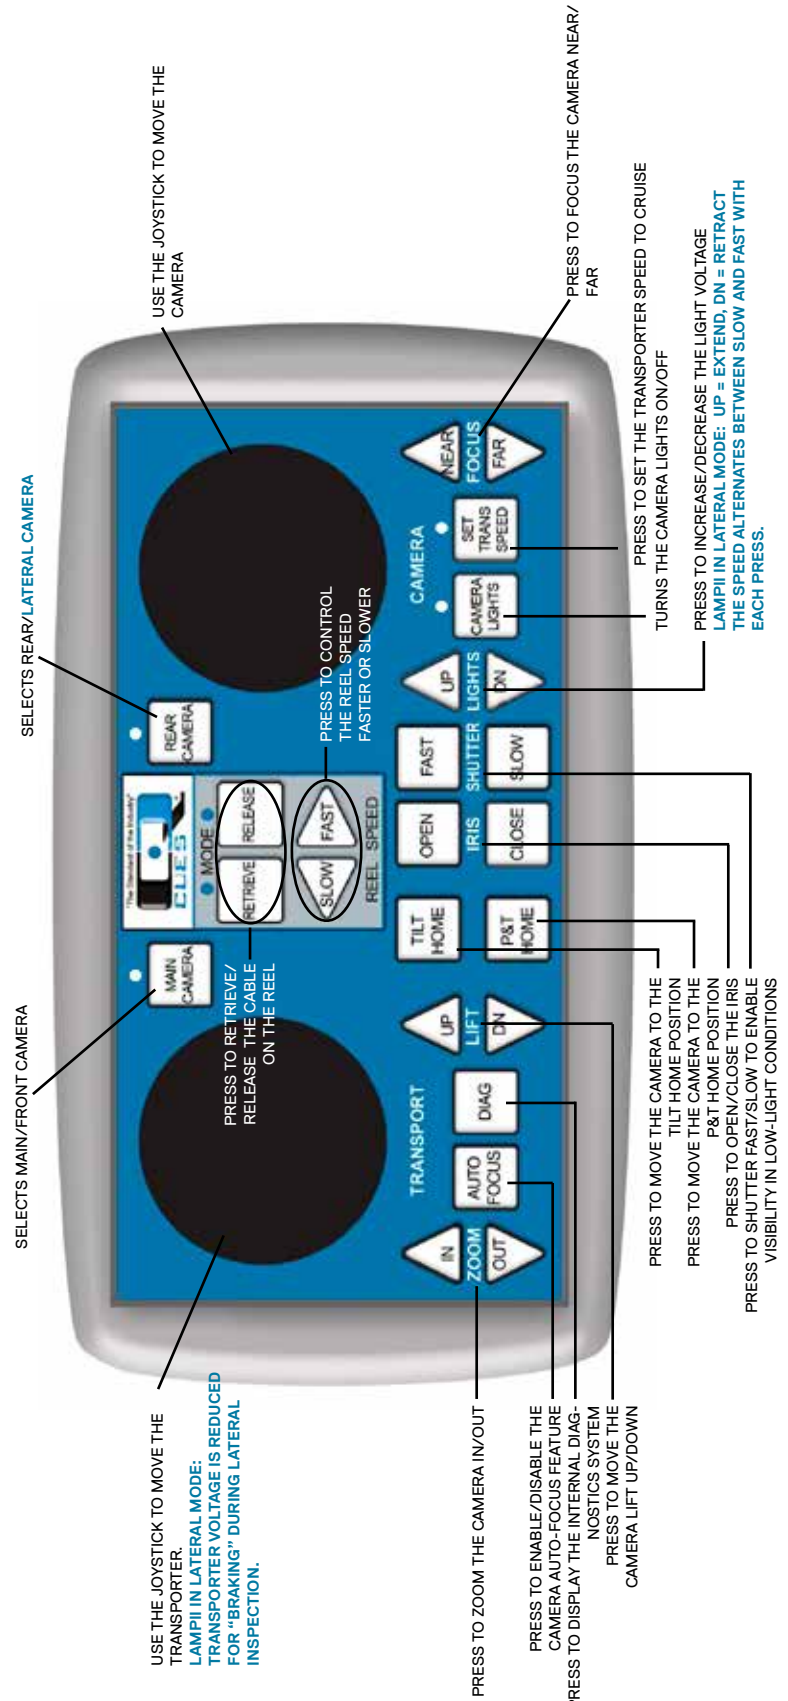 SELECTS MAIN/FRONT CAMERA
SELECTS REAR/LATERAL CAMERA
USE THE JOYSTICK TO MOVE THE
TRANSPORTER.
LAMPII IN LATERAL MODE:
TRANSPORTER VOLTAGE IS REDUCED
FOR “BRAKING” DURING LATERAL
INSPECTION.
USE THE JOYSTICK TO MOVE THE
CAMERA
"The Standard of the Industry"
CUES
MAIN
CAMERA
REAR
CAMERA
MODE
RETRIEVE
RELEASE
SLOW
FAST
REEL SPEED
PRESS TO RETRIEVE/
RELEASE THE CABLE
ON THE REEL
PRESS TO CONTROL
THE REEL SPEED
FASTER OR SLOWER
TRANSPORT
CAMERA
IN
ZOOM
OUT
AUTO
FOCUS
DIAG
UP
LIFT
DN
TILT
HOME
P&T
HOME
OPEN
IRIS
CLOSE
FAST
SHUTTER
SLOW
UP
LIGHTS
DN
CAMERA
LIGHTS
SET
TRANS
SPEED
NEAR
FOCUS
FAR
PRESS TO ZOOM THE CAMERA IN/OUT
PRESS TO ENABLE/DISABLE THE
CAMERA AUTO-FOCUS FEATURE
PRESS TO DISPLAY THE INTERNAL DIAG-
NOSTICS SYSTEM
PRESS TO MOVE THE
CAMERA LIFT UP/DOWN
PRESS TO MOVE THE CAMERA TO THE
TILT HOME POSITION
PRESS TO MOVE THE CAMERA TO THE
P&T HOME POSITION
PRESS TO OPEN/CLOSE THE IRIS
PRESS TO SHUTTER FAST/SLOW TO ENABLE
VISIBILITY IN LOW-LIGHT CONDITIONS
PRESS TO FOCUS THE CAMERA NEAR/
FAR
PRESS TO SET THE TRANSPORTER SPEED TO CRUISE
TURNS THE CAMERA LIGHTS ON/OFF
PRESS TO INCREASE/DECREASE THE LIGHT VOLTAGE
LAMPII IN LATERAL MODE: UP = EXTEND, DN = RETRACT
THE SPEED ALTERNATES BETWEEN SLOW AND FAST WITH
EACH PRESS.